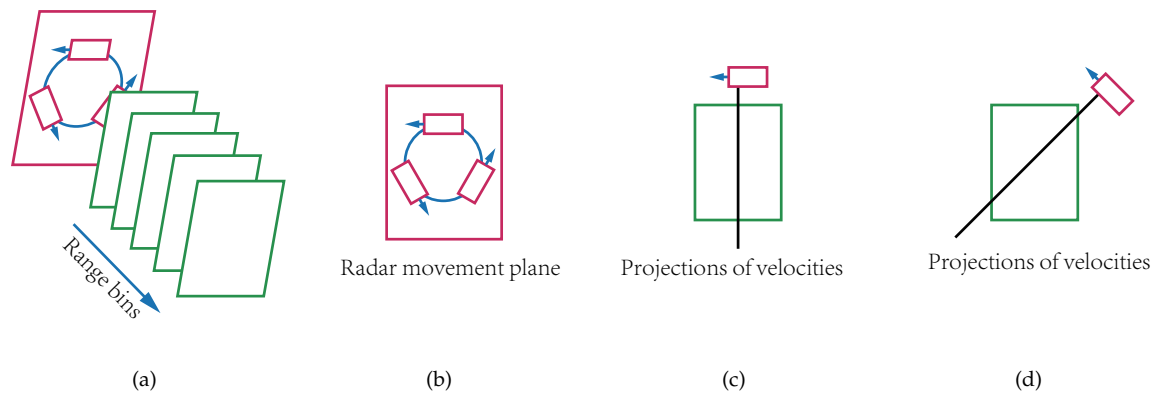 Range bins
Radar movement plane
Projections of velocities
Projections of velocities
(a)
(b)
(c)
(d)